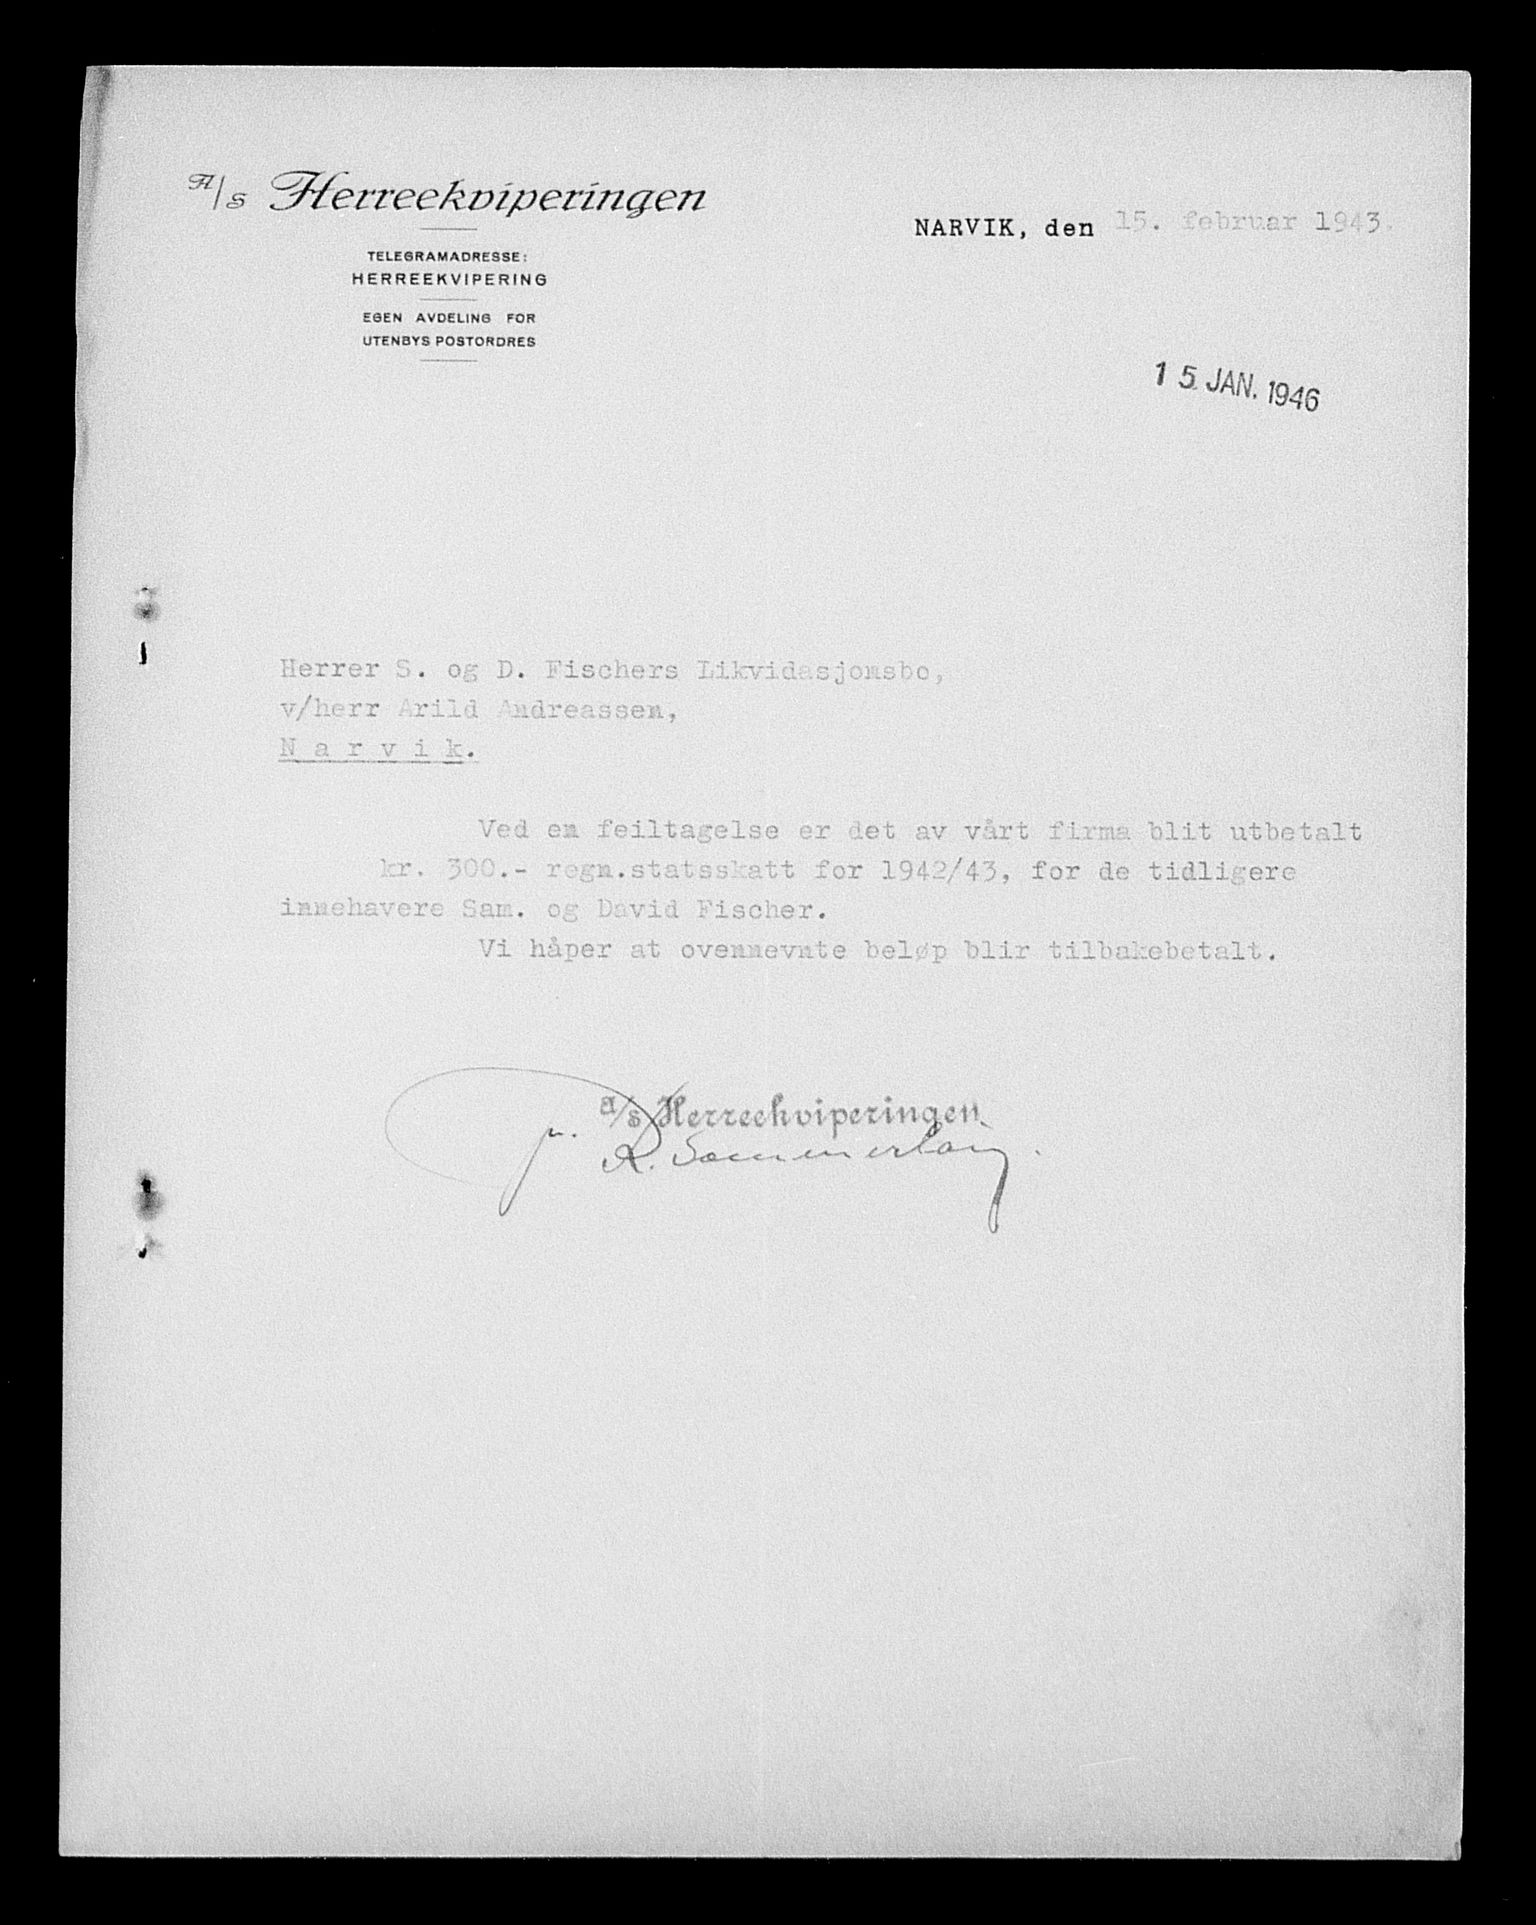 A/s Herreekviperingen
TELEGRAMADRESSE:
HERREEKVIPERING
EGEN AVDELING FOR
UTENBYS POSTORDRES
NARVIK, den 15. februar 1943.
15 JAN. 1946
Herrer S. og D. Fischers Likvidasjonsbo,
v/herr Arild Andreassen,
Narvik.
Ved en feiltagelse er det av vårt firma blit utbetalt
kr. 300.- regn.statsskatt for 1942/43, for de tidligere
innehavere Sam. og David Fischer.
Vi håper at ovennevnte beløp blir tilbakebetalt.
a/s Herreekviperingen
R.